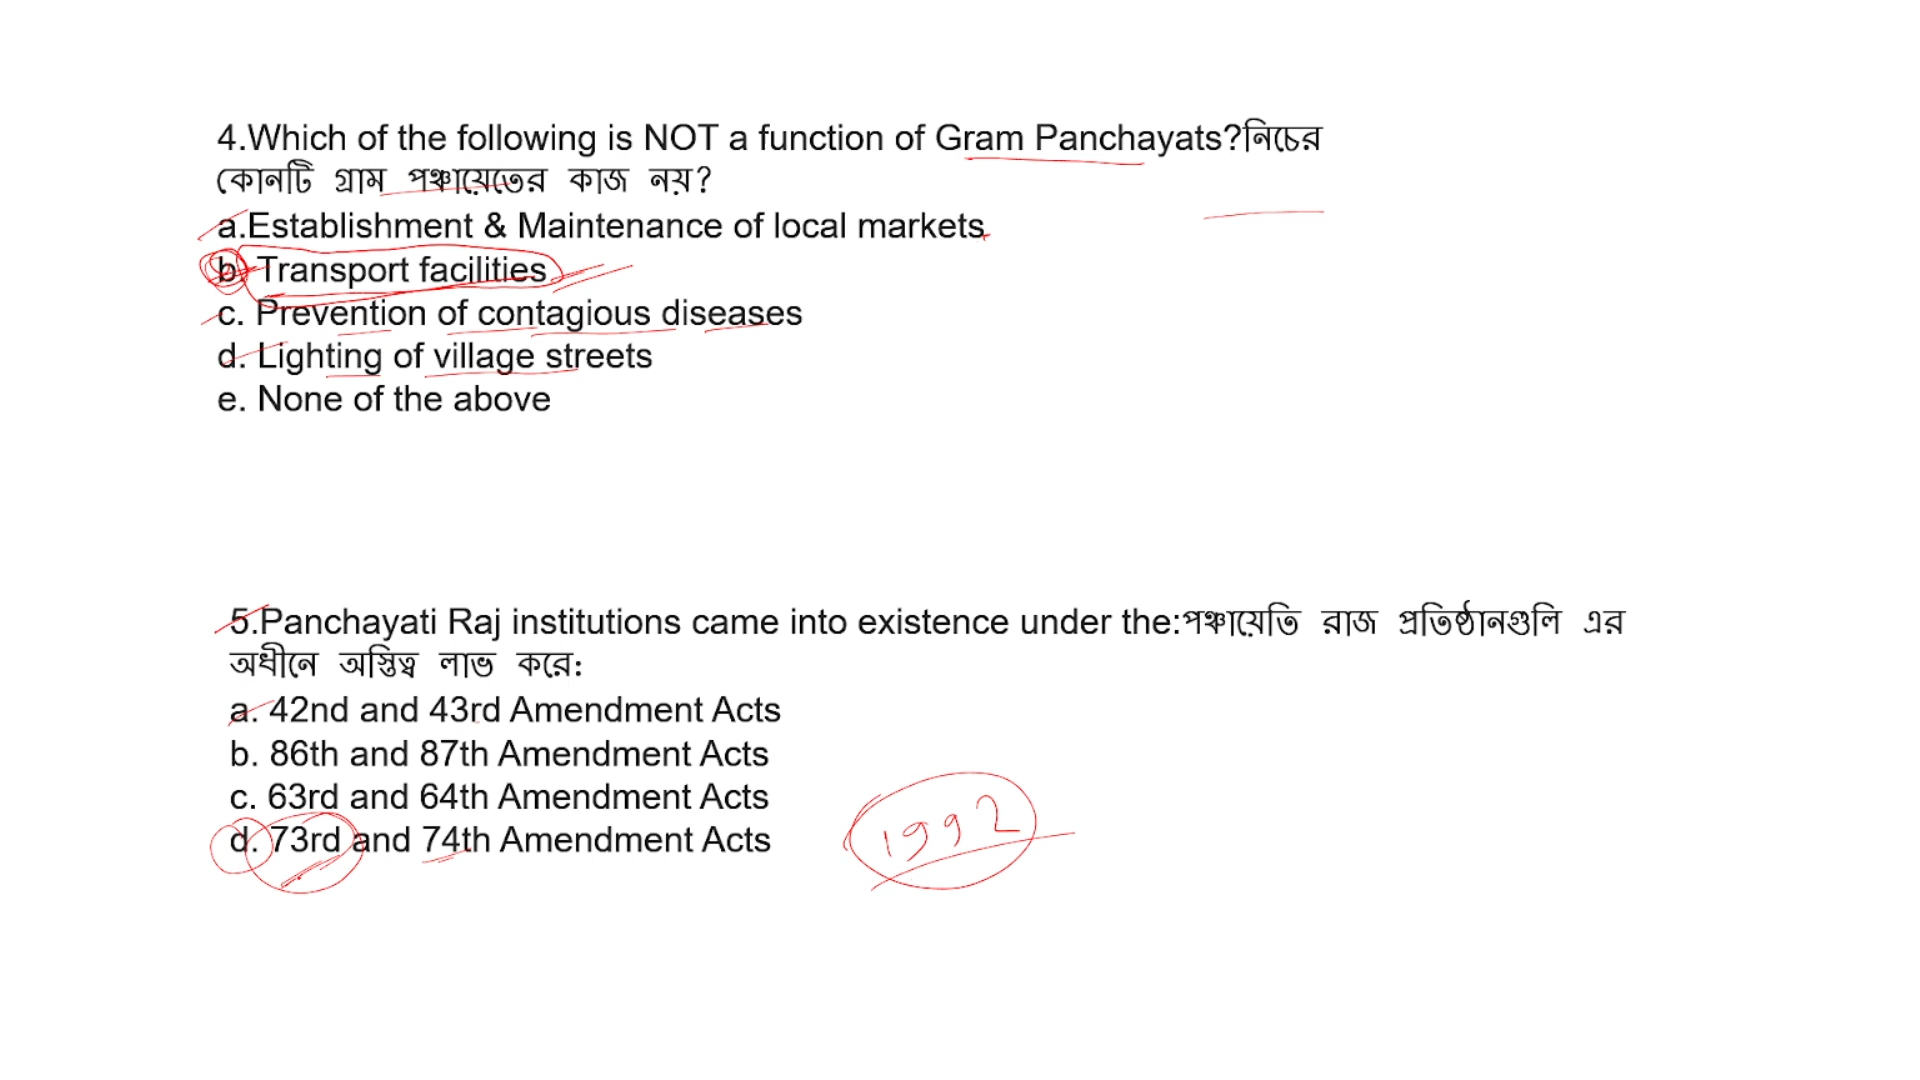 4.Which of the following is NOT a function of Gram Panchayats?নিচের
কোনটি গ্রাম পঞ্চায়েতের কাজ নয়?
a.Establishment & Maintenance of local markets
b. Transport facilities
c. Prevention of contagious diseases
d. Lighting of village streets
e. None of the above
5.Panchayati Raj institutions came into existence under the:পঞ্চায়েতি রাজ প্রতিষ্ঠানগুলি এর
অধীনে অস্তিত্ব লাভ করে:
a. 42nd and 43rd Amendment Acts
b. 86th and 87th Amendment Acts
c. 63rd and 64th Amendment Acts
d. 73rd and 74th Amendment Acts
1992